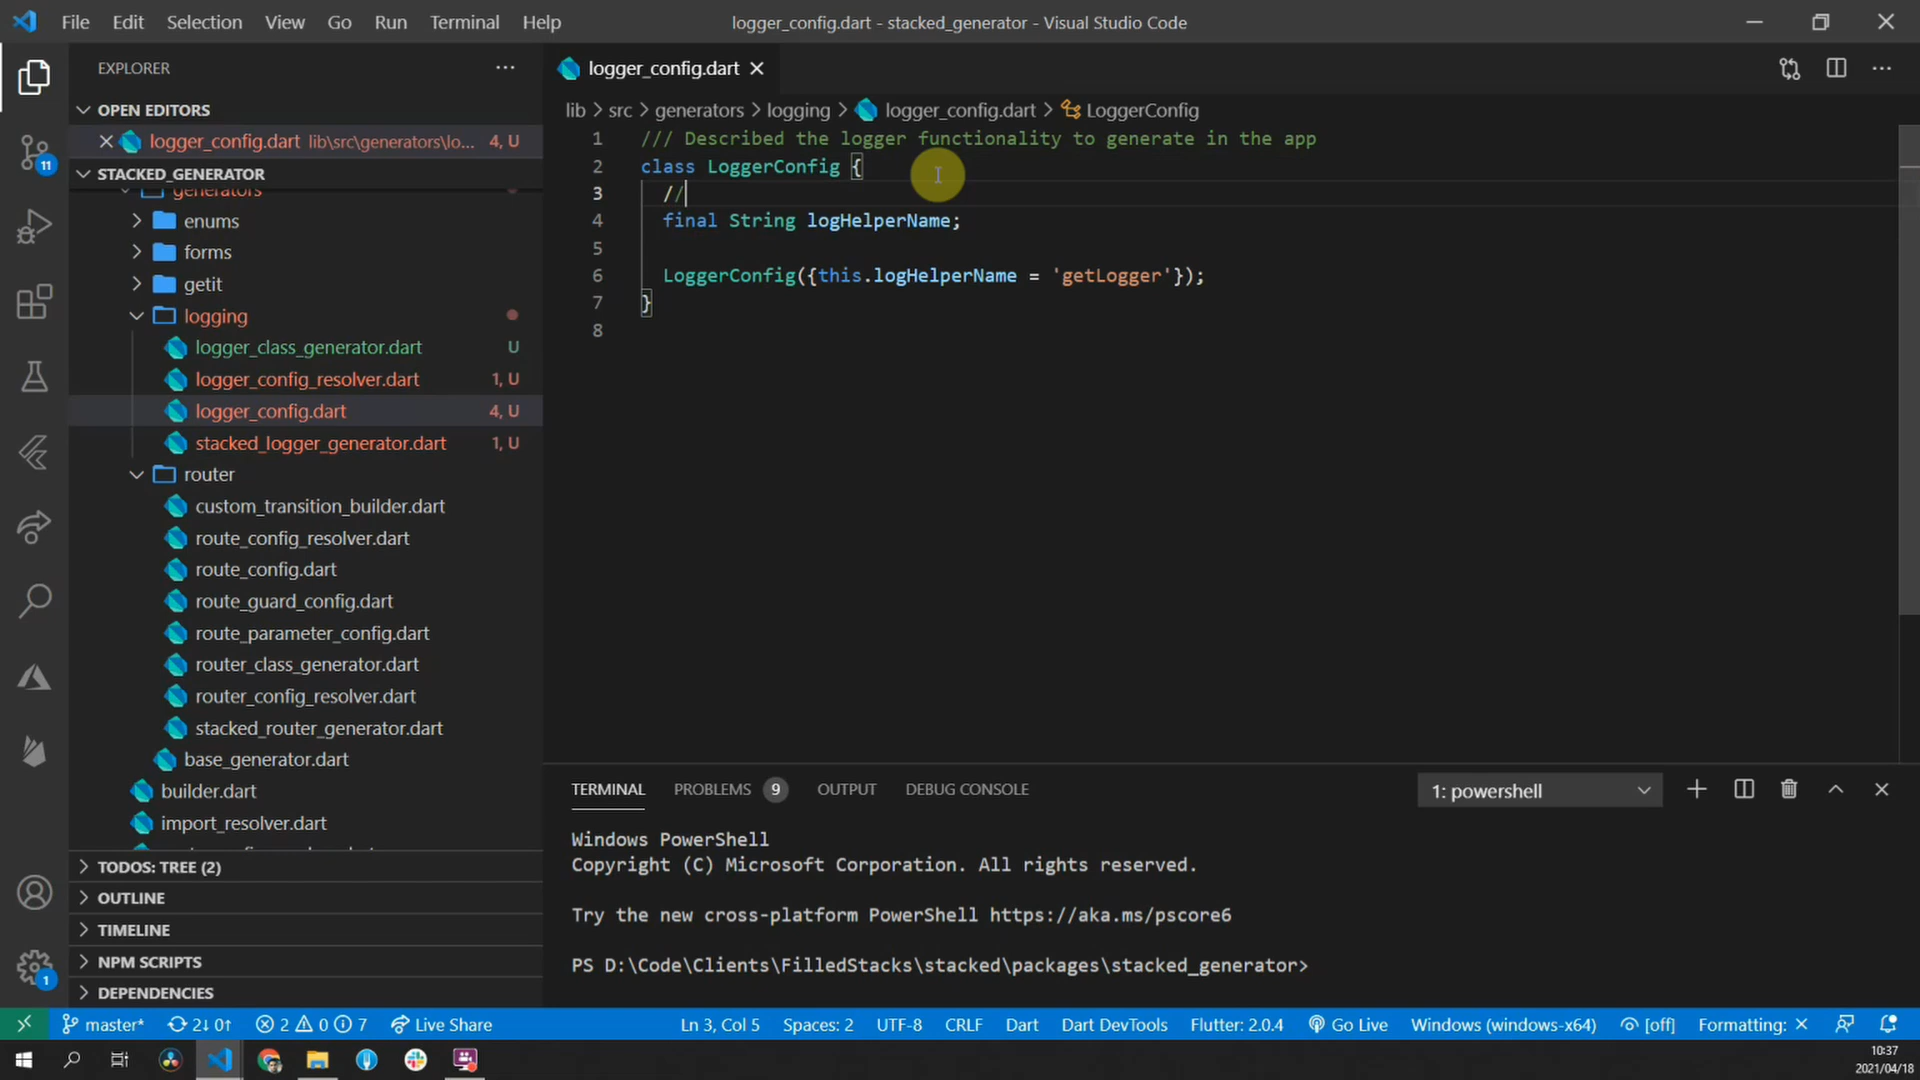 File Edit Selection View Go Run Terminal Help
logger_config.dart - stacked_generator - Visual Studio Code
EXPLORER
OPEN EDITORS
logger_config.dart lib\src\generators\lo... 4, U
STACKED_GENERATOR
generators
enums
forms
getit
logging
logger_class_generator.dart U
logger_config_resolver.dart 1, U
logger_config.dart 4, U
stacked_logger_generator.dart 1, U
router
custom_transition_builder.dart
route_config_resolver.dart
route_config.dart
route_guard_config.dart
route_parameter_config.dart
router_class_generator.dart
router_config_resolver.dart
stacked_router_generator.dart
base_generator.dart
builder.dart
import_resolver.dart
TODOS: TREE (2)
OUTLINE
TIMELINE
NPM SCRIPTS
DEPENDENCIES
11
1
logger_config.dart
lib > src > generators > logging > logger_config.dart > LoggerConfig
1 /// Described the logger functionality to generate in the app
2 class LoggerConfig {
3 //
4 final String logHelperName;
5
6 LoggerConfig({this.logHelperName = 'getLogger'});
7 }
8
TERMINAL PROBLEMS 9 OUTPUT DEBUG CONSOLE
1: powershell
Windows PowerShell
Copyright (C) Microsoft Corporation. All rights reserved.
Try the new cross-platform PowerShell https://aka.ms/pscore6
PS D:\Code\Clients\FilledStacks\stacked\packages\stacked_generator>
master* 2↓ 0↑ 2 0 7 Live Share
Ln 3, Col 5 Spaces: 2 UTF-8 CRLF Dart Dart DevTools Flutter: 2.0.4 Go Live Windows (windows-x64) [off] Formatting: ×
10:37
2021/04/18